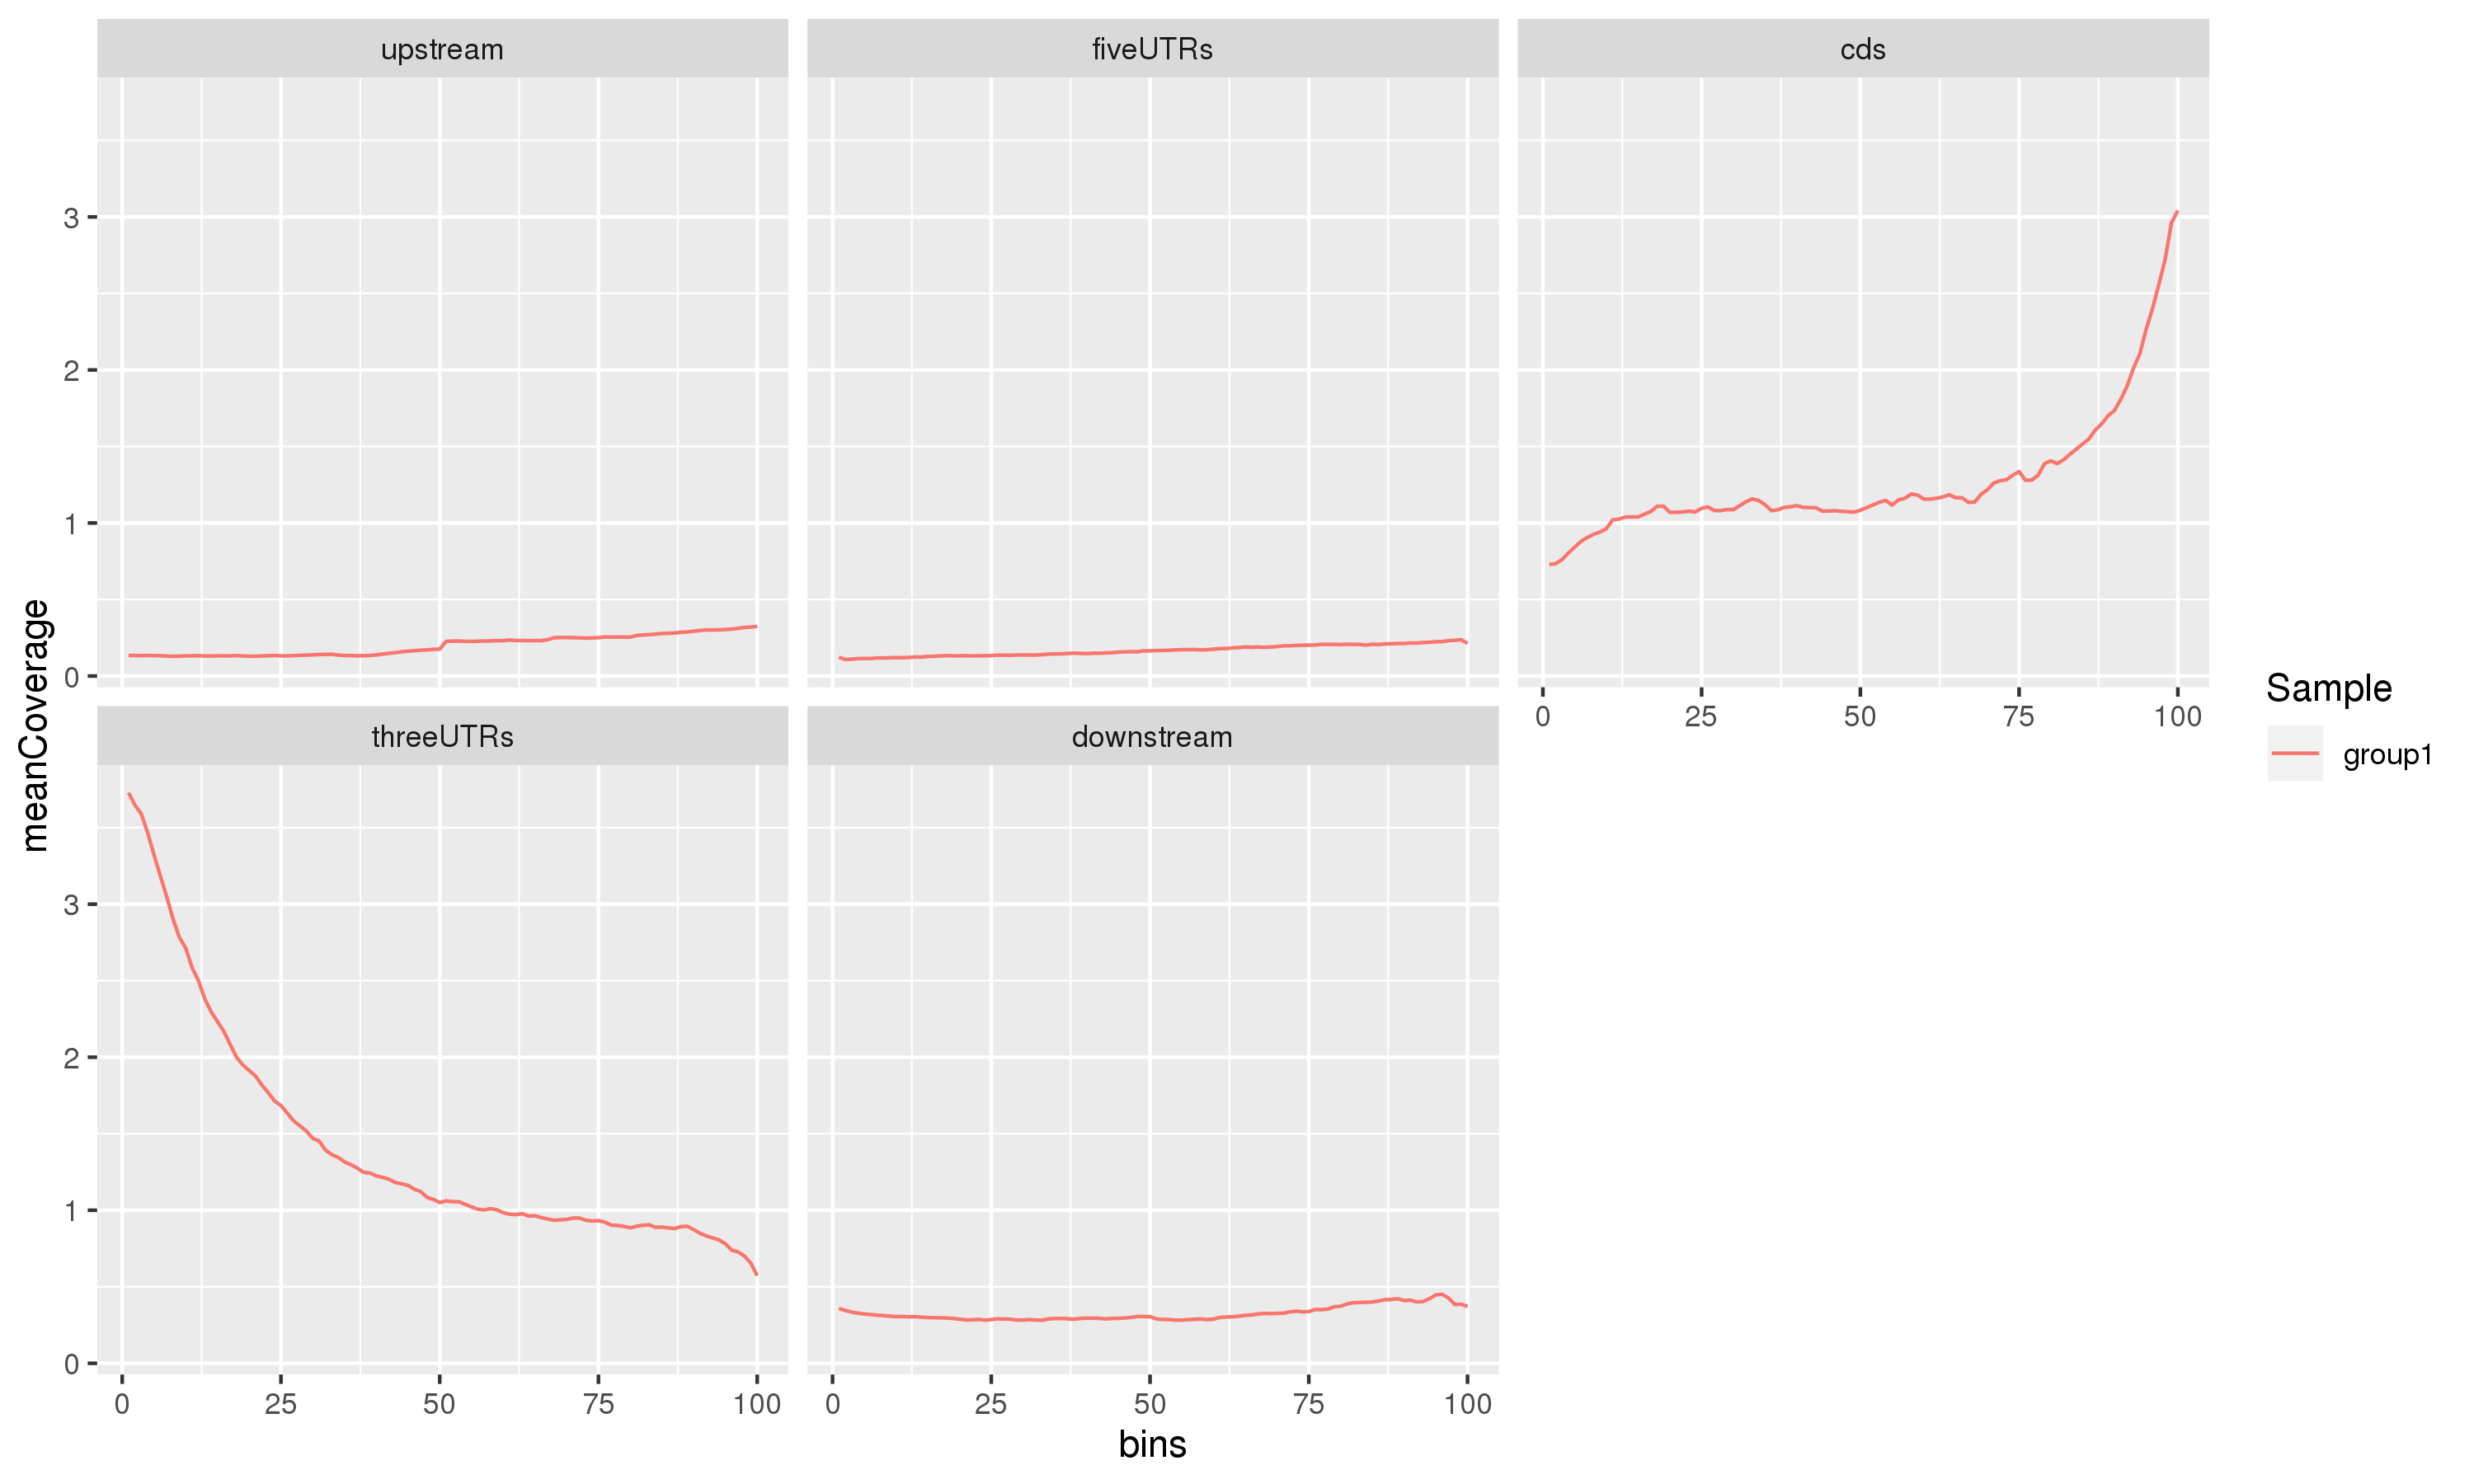 upstream fiveUTRs cds
3
2
1
0
0 25 50 75 100
threeUTRs downstream
3
2
1
0
0 25 50 75 100 0 25 50 75 100
bins
meanCoverage
Sample
group1